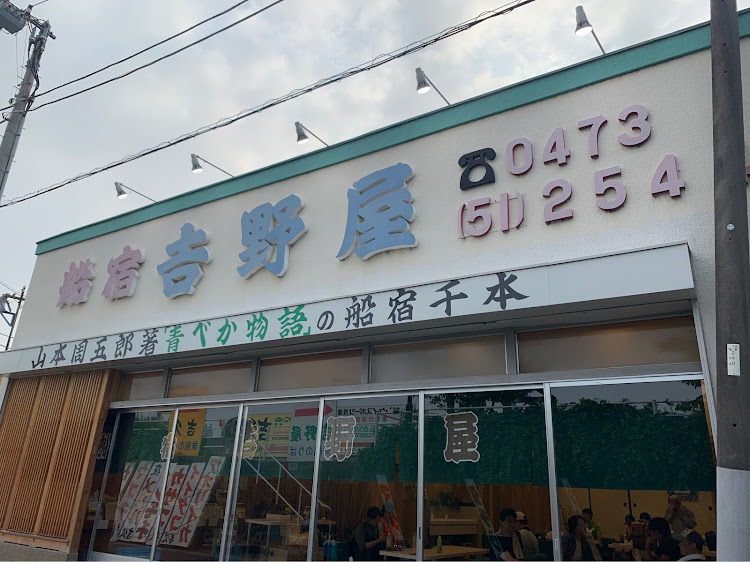 船宿 吉野屋 ☎0473
(51)254
山本周五郎著「青べか物語」の船宿千本
吉 野 屋